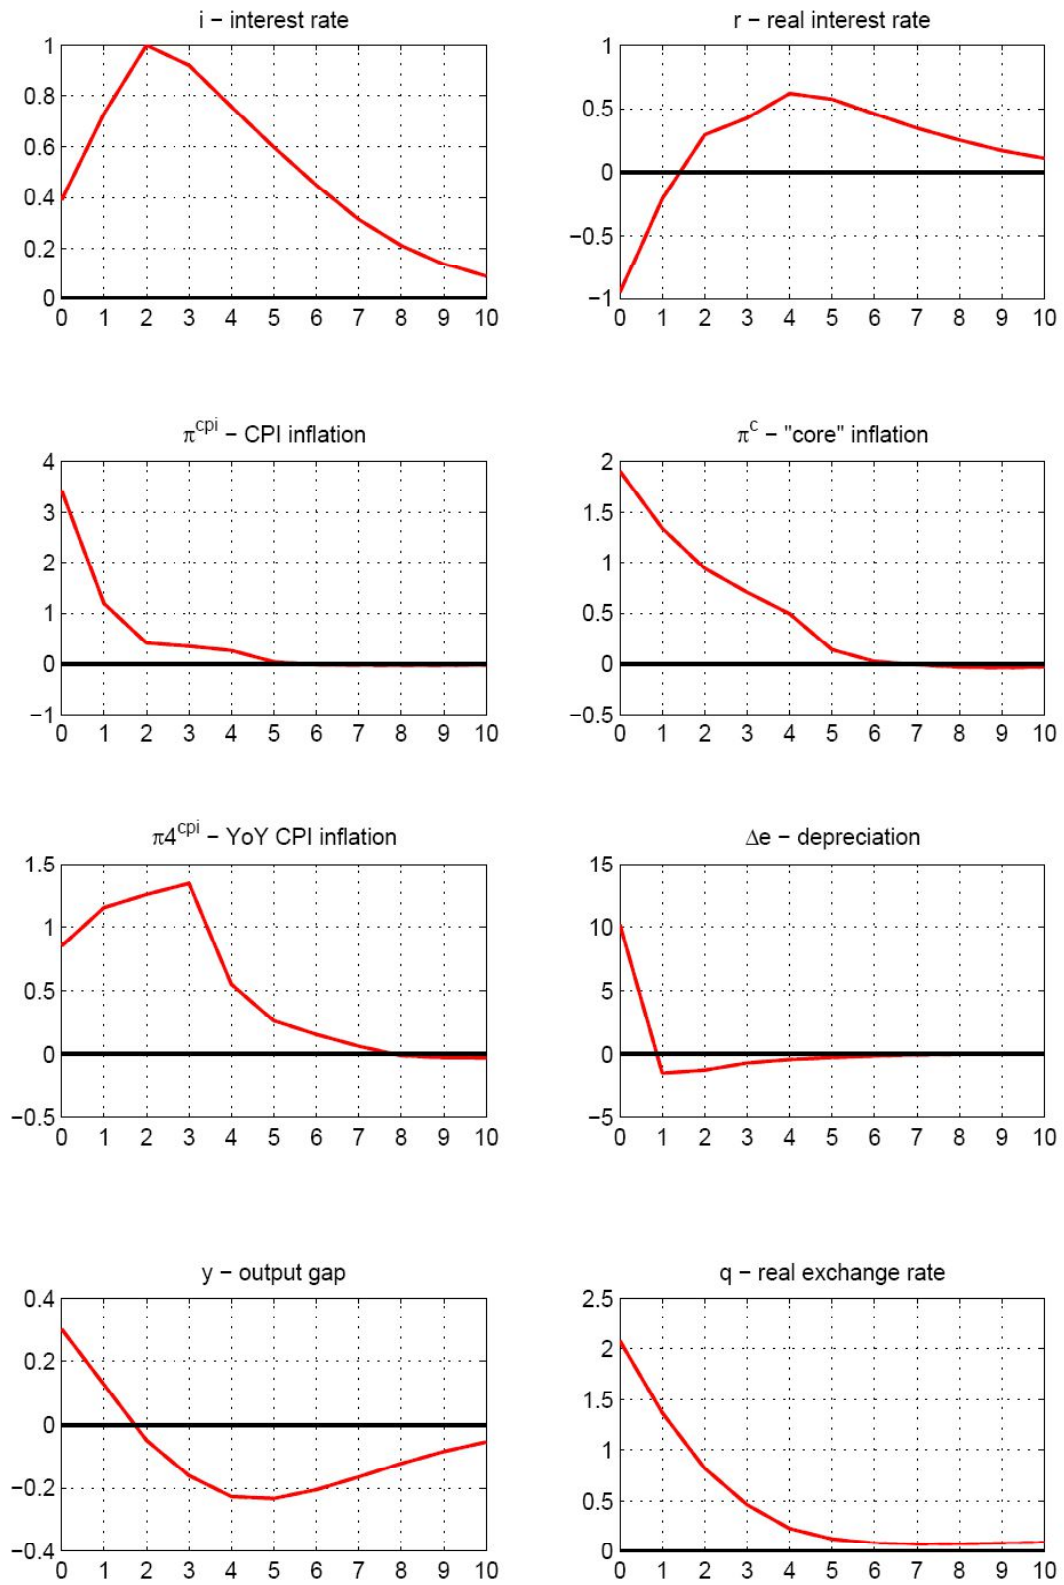 i − interest rate
1
0.8
0.6
0.4
0.2
0
0 1 2 3 4 5 6 7 8 9 10
r − real interest rate
1
0.5
0
−0.5
−1
0 1 2 3 4 5 6 7 8 9 10
π^cpi − CPI inflation
4
3
2
1
0
−1
0 1 2 3 4 5 6 7 8 9 10
π^c − "core" inflation
2
1.5
1
0.5
0
−0.5
0 1 2 3 4 5 6 7 8 9 10
π4^cpi − YoY CPI inflation
1.5
1
0.5
0
−0.5
0 1 2 3 4 5 6 7 8 9 10
Δe − depreciation
15
10
5
0
−5
0 1 2 3 4 5 6 7 8 9 10
y − output gap
0.4
0.2
0
−0.2
−0.4
0 1 2 3 4 5 6 7 8 9 10
q − real exchange rate
2.5
2
1.5
1
0.5
0
0 1 2 3 4 5 6 7 8 9 10